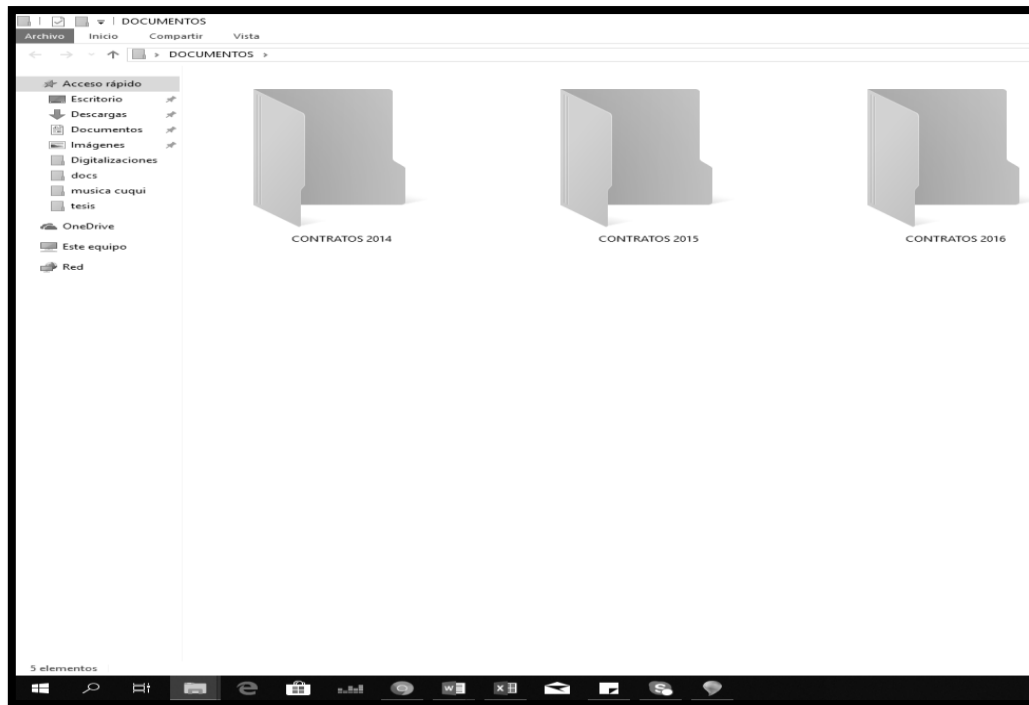 DOCUMENTOS
Archivo Inicio Compartir Vista
DOCUMENTOS
Acceso rápido
Escritorio
Descargas
Documentos
Imágenes
Digitalizaciones
docs
musica cuqui
tesis
OneDrive
Este equipo
Red
CONTRATOS 2014 CONTRATOS 2015 CONTRATOS 2016
5 elementos